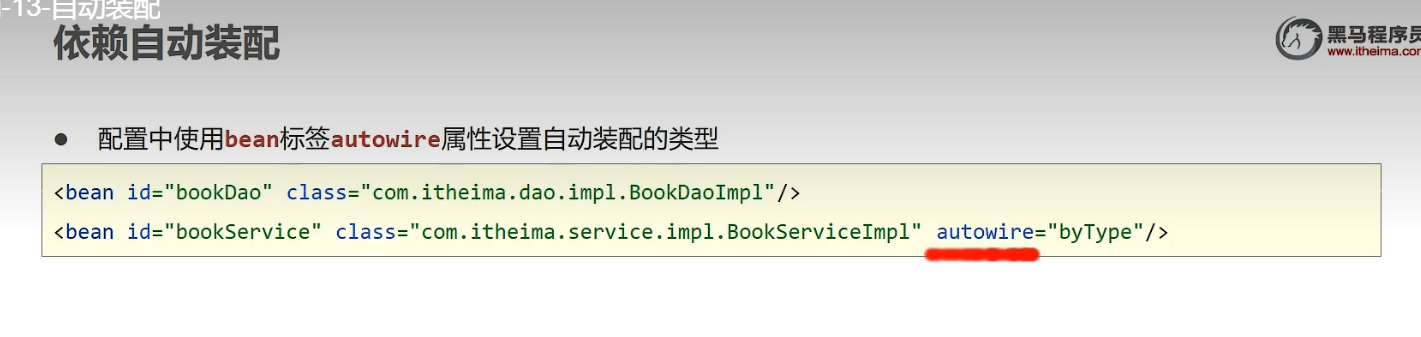 -13-自动装配
依赖自动装配
黑马程序员
www.itheima.com
● 配置中使用bean标签autowire属性设置自动装配的类型
<bean id="bookDao" class="com.itheima.dao.impl.BookDaoImpl"/>
<bean id="bookService" class="com.itheima.service.impl.BookServiceImpl" autowire="byType"/>